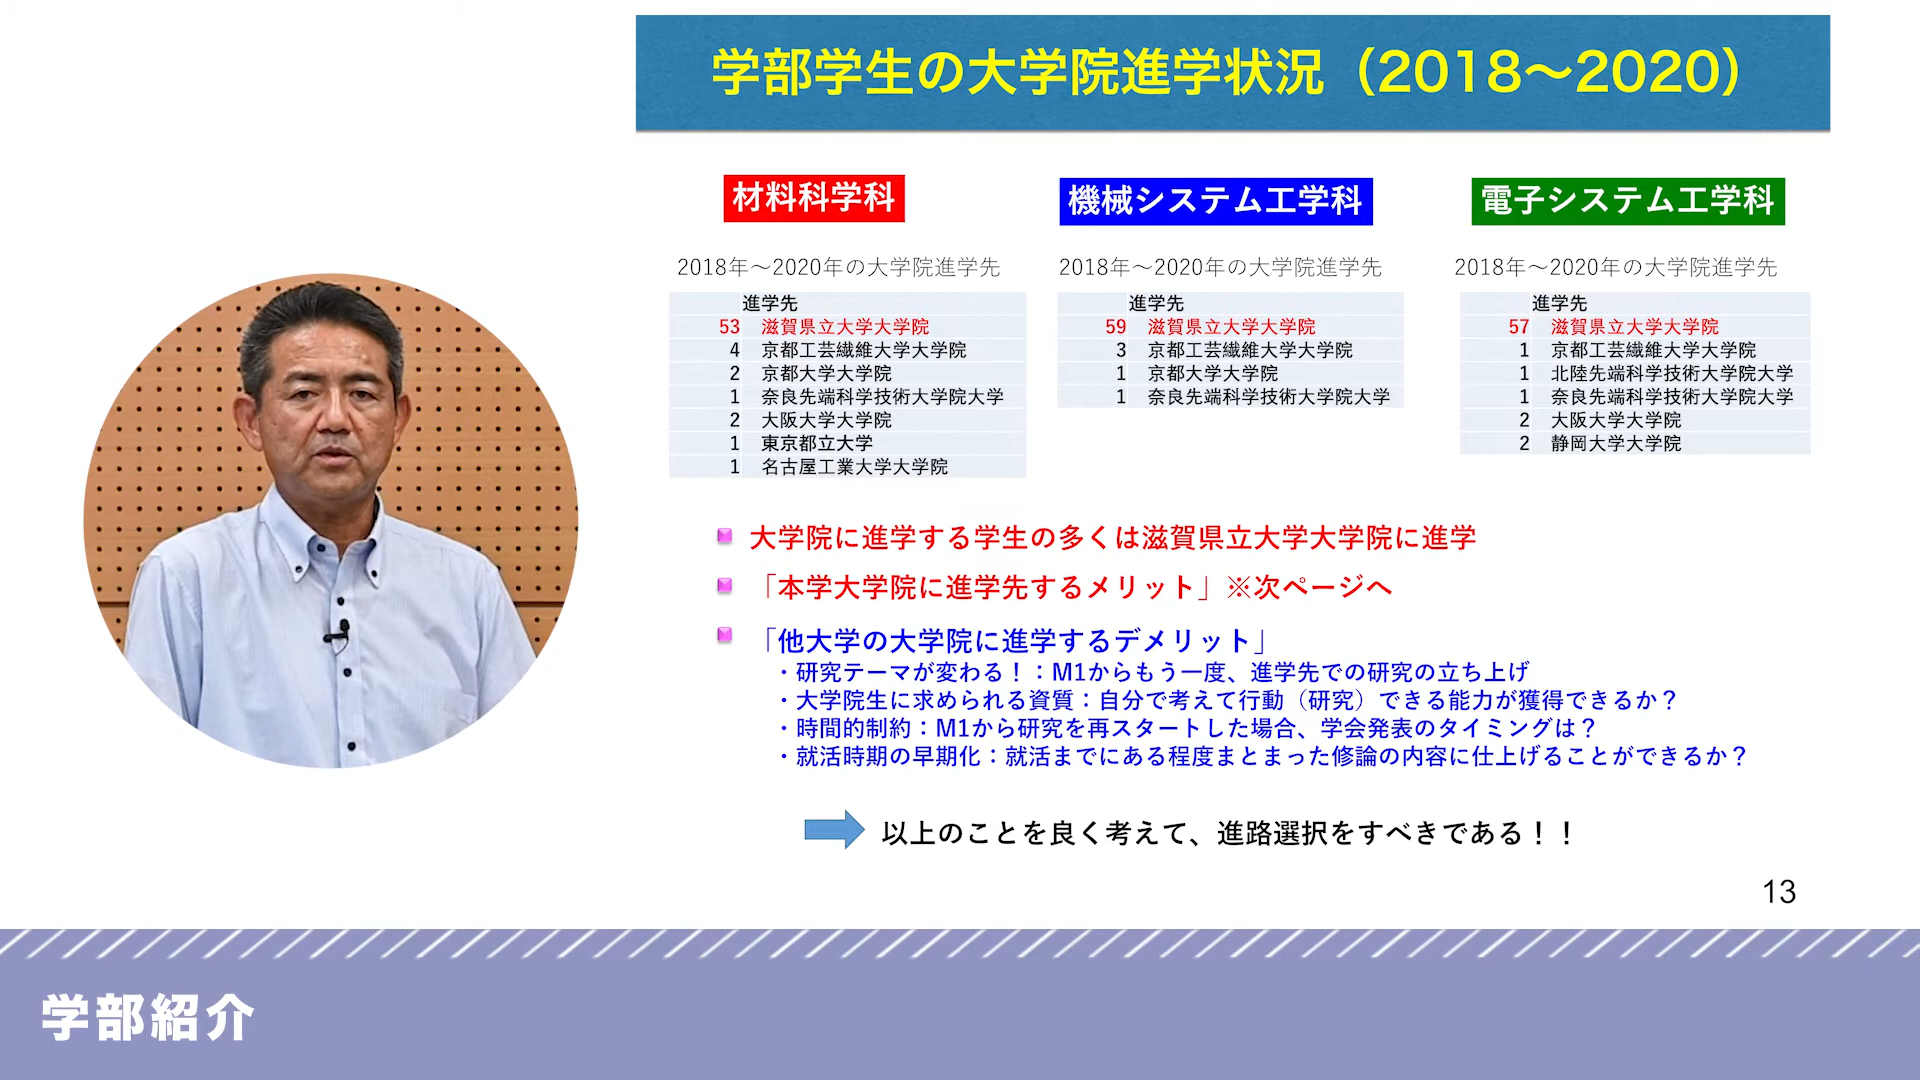 学部学生の大学院進学状況（2018〜2020）
材料科学科
2018年〜2020年の大学院進学先
進学先
53 滋賀県立大学大学院
4 京都工芸繊維大学大学院
2 京都大学大学院
1 奈良先端科学技術大学院大学
2 大阪大学大学院
1 東京都立大学
1 名古屋工業大学大学院
機械システム工学科
2018年〜2020年の大学院進学先
進学先
59 滋賀県立大学大学院
3 京都工芸繊維大学大学院
1 京都大学大学院
1 奈良先端科学技術大学院大学
電子システム工学科
2018年〜2020年の大学院進学先
進学先
57 滋賀県立大学大学院
1 京都工芸繊維大学大学院
1 北陸先端科学技術大学院大学
1 奈良先端科学技術大学院大学
2 大阪大学大学院
2 静岡大学大学院
大学院に進学する学生の多くは滋賀県立大学大学院に進学
「本学大学院に進学先するメリット」※次ページへ
「他大学の大学院に進学するデメリット」
・研究テーマが変わる！：M1からもう一度、進学先での研究の立ち上げ
・大学院生に求められる資質：自分で考えて行動（研究）できる能力が獲得できるか？
・時間的制約：M1から研究を再スタートした場合、学会発表のタイミングは？
・就活時期の早期化：就活までにある程度まとまった修論の内容に仕上げることができるか？
以上のことを良く考えて、進路選択をすべきである！！
13
学部紹介